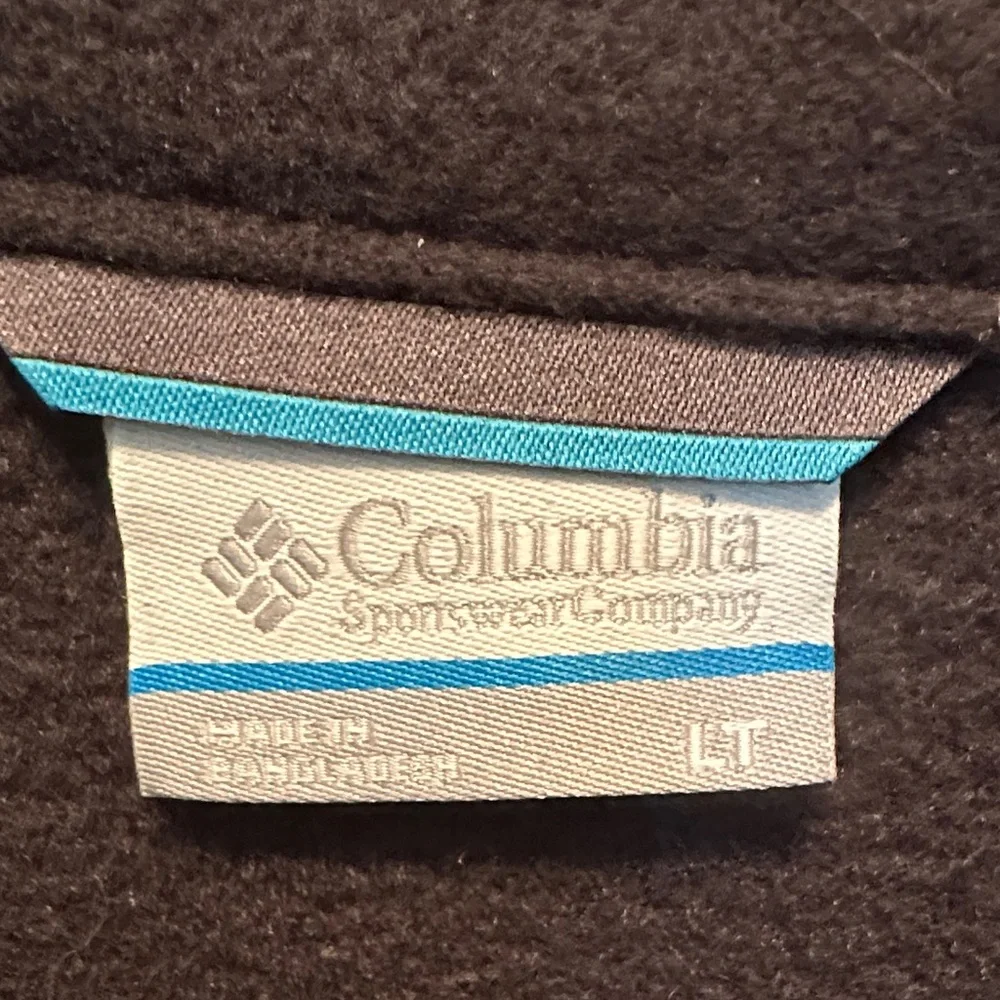 Columbia
Sportswear Company
MADE IN
BANGLADESH
LT